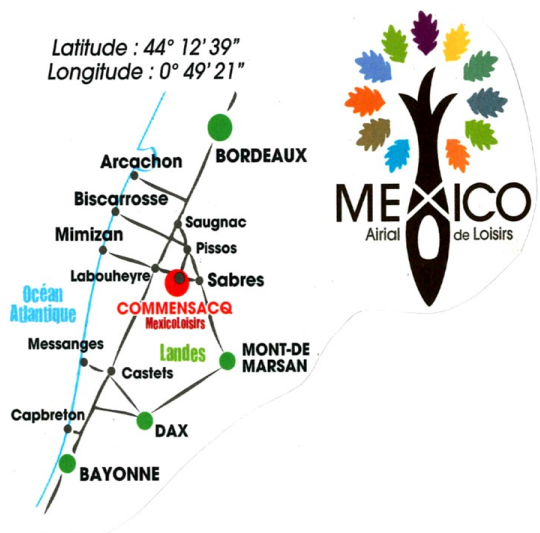 Latitude : 44° 12' 39"
Longitude : 0° 49' 21"
BORDEAUX
Arcachon
Biscarrosse
Saugnac
Mimizan
Pissos
Labouheyre
Sabres
COMMENSACQ
MexicoLoisirs
Océan
Atlantique
Messanges
Landes
MONT-DE
MARSAN
Castets
Capbreton
DAX
BAYONNE
MEXICO
Airial de Loisirs